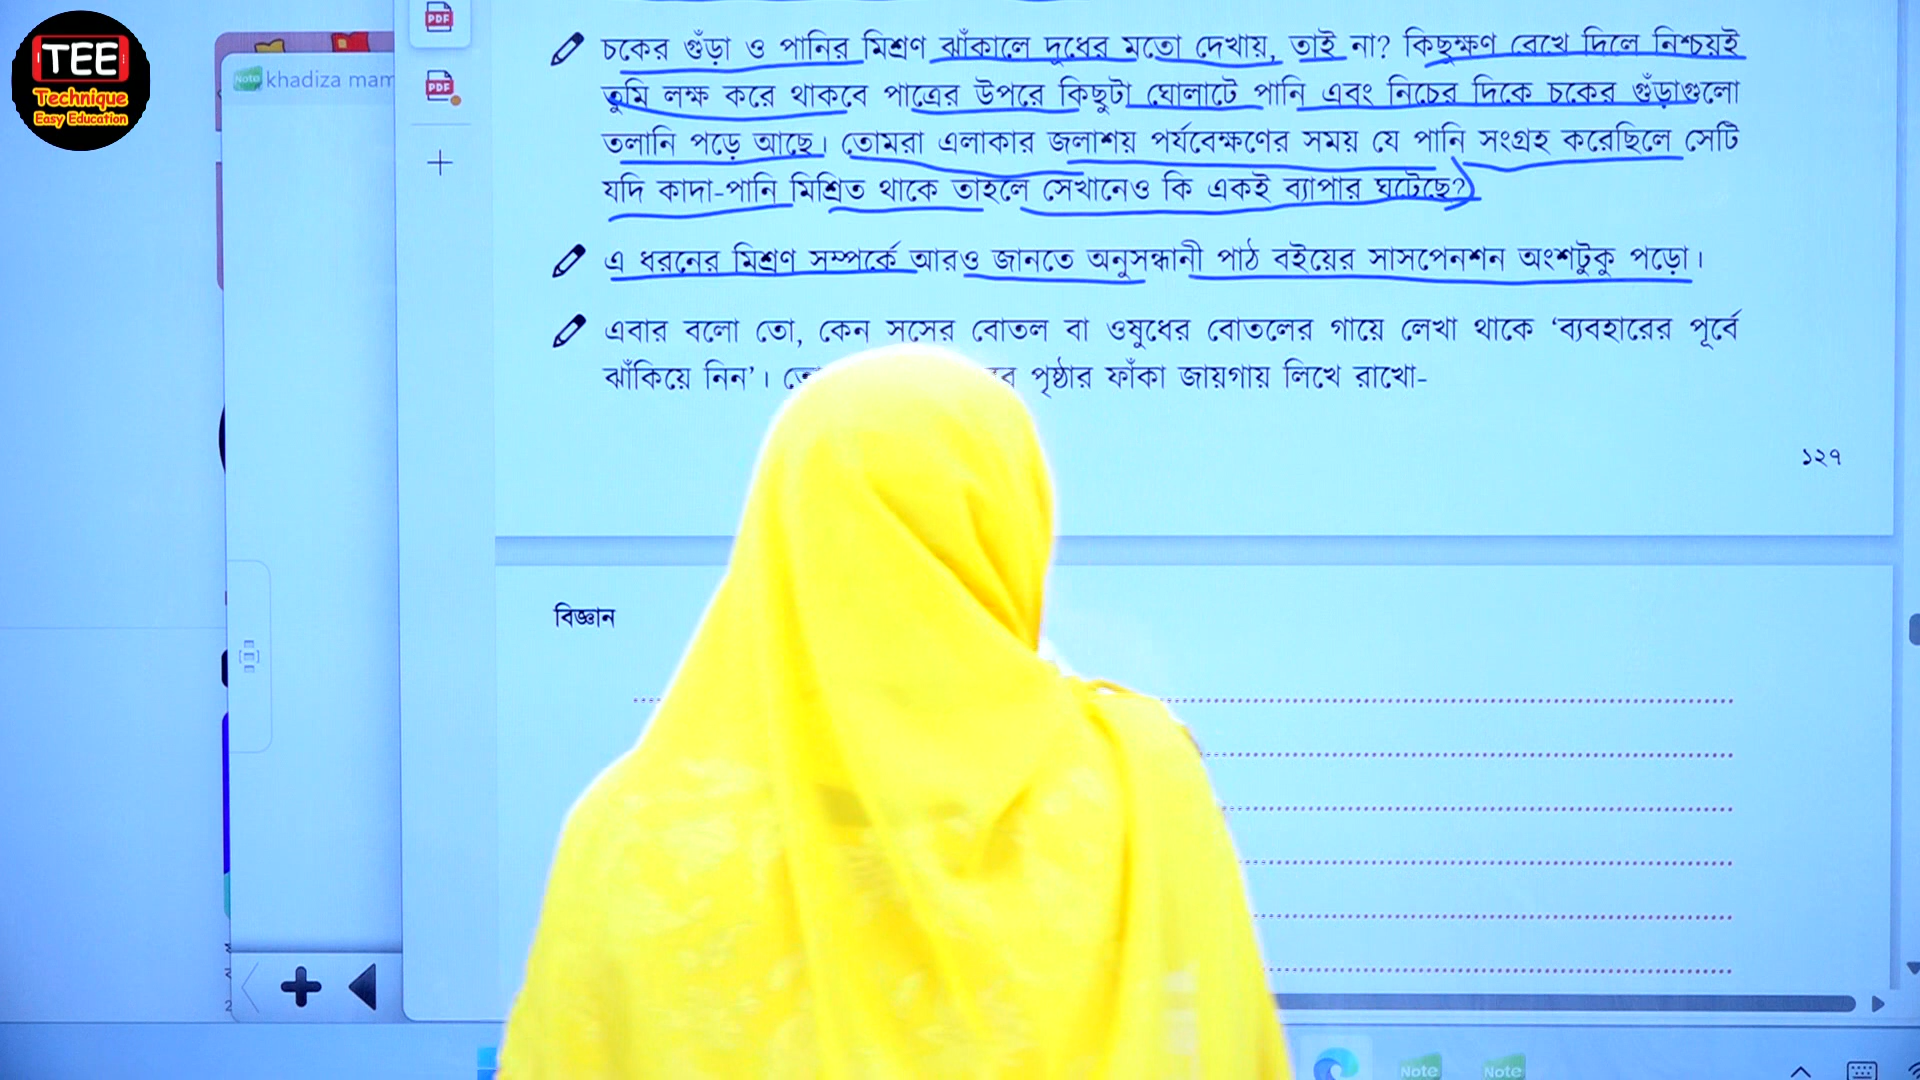 TEE
Technique
Easy Education
Note khadiza mam
PDF
PDF
চকের গুঁড়া ও পানির মিশ্রণ ঝাঁকালে দুধের মতো দেখায়, তাই না? কিছুক্ষণ রেখে দিলে নিশ্চয়ই
তুমি লক্ষ করে থাকবে পাত্রের উপরে কিছুটা ঘোলাটে পানি এবং নিচের দিকে চকের গুঁড়াগুলো
তলানি পড়ে আছে। তোমরা এলাকার জলাশয় পর্যবেক্ষণের সময় যে পানি সংগ্রহ করেছিলে সেটি
যদি কাদা-পানি মিশ্রিত থাকে তাহলে সেখানেও কি একই ব্যাপার ঘটেছে?
এ ধরনের মিশ্রণ সম্পর্কে আরও জানতে অনুসন্ধানী পাঠ বইয়ের সাসপেনশন অংশটুকু পড়ো।
এবার বলো তো, কেন সসের বোতল বা ওষুধের বোতলের গায়ে লেখা থাকে ‘ব্যবহারের পূর্বে
ঝাঁকিয়ে নিন’। পৃষ্ঠার ফাঁকা জায়গায় লিখে রাখো-
১২৭
বিজ্ঞান
Note
Note